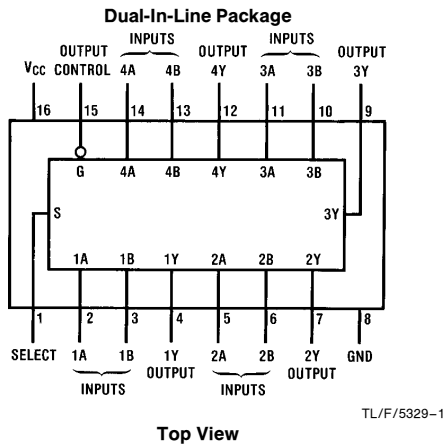 Dual-In-Line Package
OUTPUT INPUTS OUTPUT INPUTS OUTPUT
VCC CONTROL 4A 4B 4Y 3A 3B 3Y
16 15 14 13 12 11 10 9
G 4A 4B 3A 3B
S 3Y
1A 1B 1Y 2A 2B 2Y
1 2 3 4 5 6 7 8
SELECT 1A 1B 1Y 2A 2B 2Y GND
INPUTS OUTPUT INPUTS OUTPUT
TL/F/5329–1
Top View